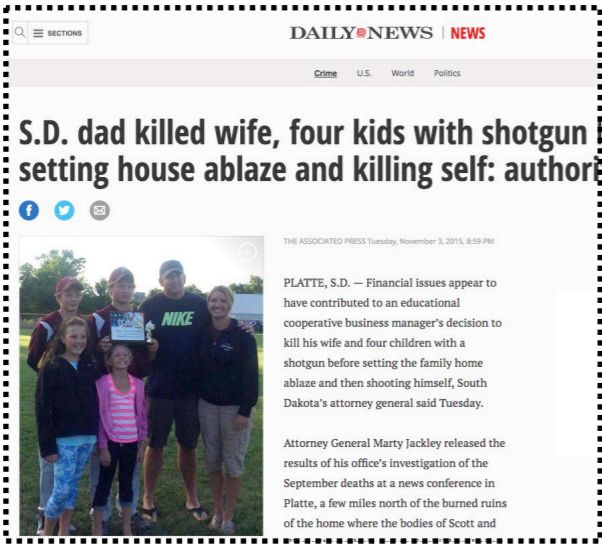 SECTIONS
DAILY NEWS | NEWS
Crime U.S. World Politics
S.D. dad killed wife, four kids with shotgun
setting house ablaze and killing self:
THE ASSOCIATED PRESS Tuesday, November 3, 2015, 8:59 PM
NIKE
PLATTE, S.D. — Financial issues appear to
have contributed to an educational
cooperative business manager's decision to
kill his wife and four children with a
shotgun before setting the family home
ablaze and then shooting himself, South
Dakota's attorney general said Tuesday.
Attorney General Marty Jackley released the
results of his office's investigation of the
September deaths at a news conference in
Platte, a few miles north of the burned ruins
of the home where the bodies of Scott and